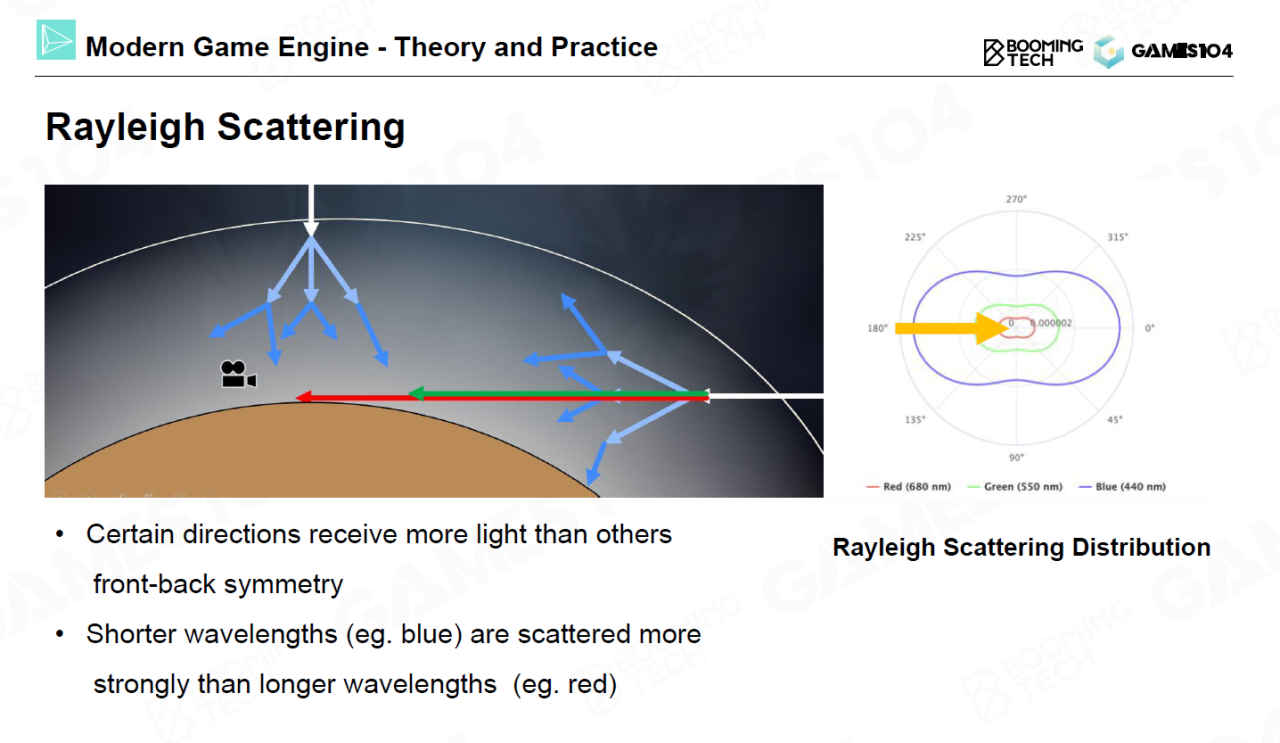 Modern Game Engine - Theory and Practice
BOOMING
TECH
GAMES104
Rayleigh Scattering
270°
225°
315°
180°
0
0.000002
0°
135°
45°
90°
Red (680 nm)
Green (550 nm)
Blue (440 nm)
• Certain directions receive more light than others
front-back symmetry
• Shorter wavelengths (eg. blue) are scattered more
strongly than longer wavelengths (eg. red)
Rayleigh Scattering Distribution